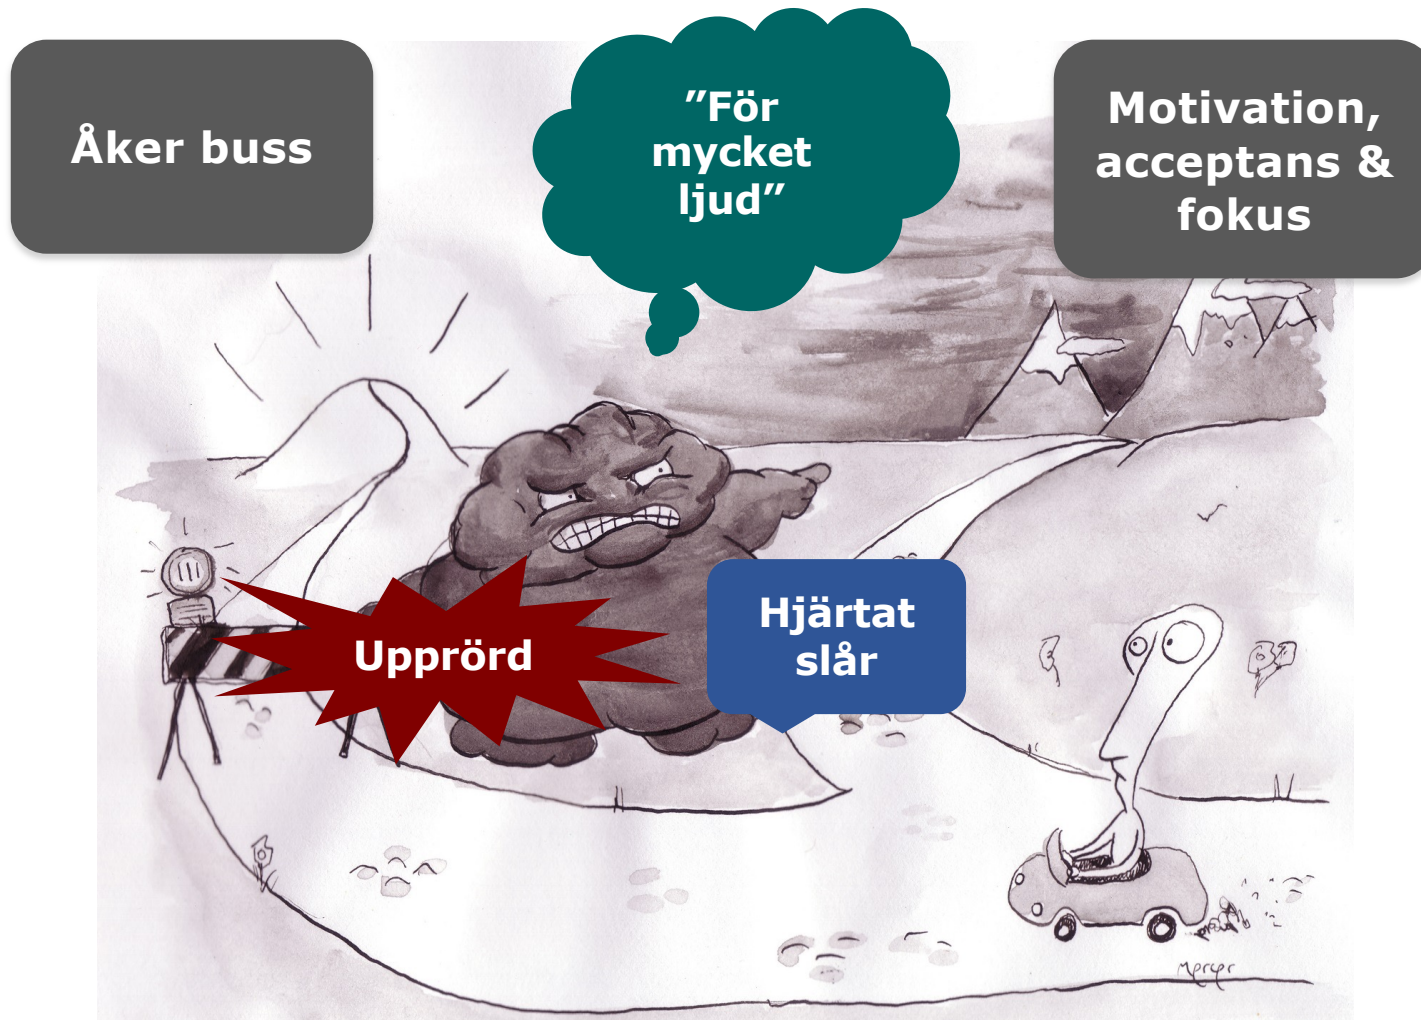 Åker buss
”För
mycket
ljud”
Motivation,
acceptans &
fokus
Upprörd
Hjärtat
slår